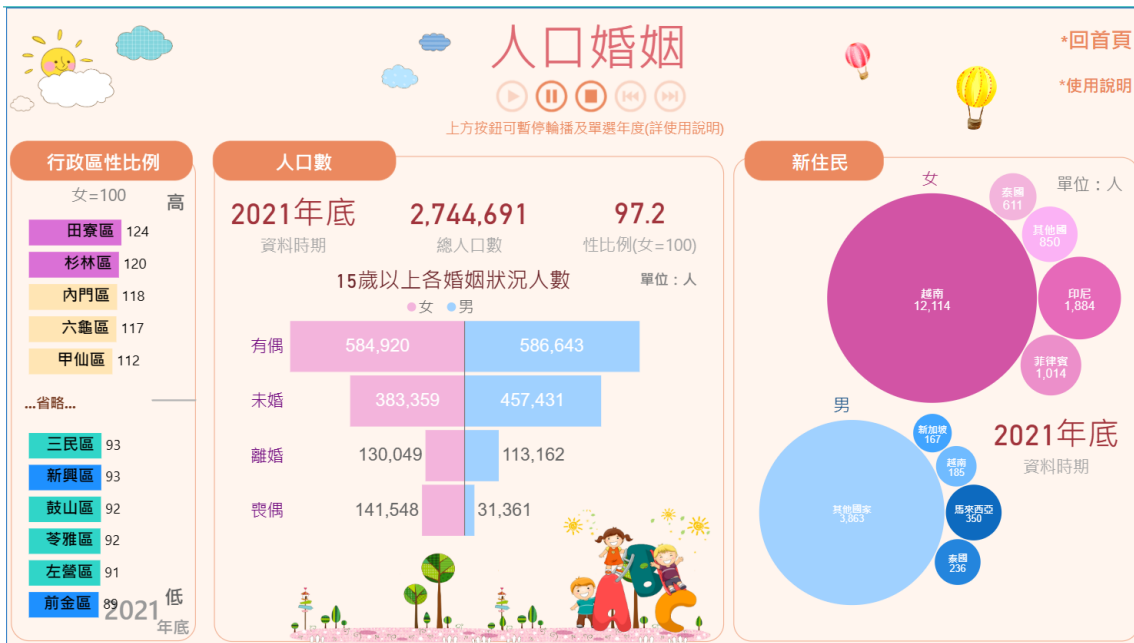 人口婚姻
*回首頁
*使用說明
上方按鈕可暫停輪播及單選年度(詳使用說明)
行政區性比例
女=100
高
田寮區 124
杉林區 120
內門區 118
六龜區 117
甲仙區 112
...省略...
三民區 93
新興區 93
鼓山區 92
苓雅區 92
左營區 91
前金區 89
低
2021
年底
人口數
2021年底 2,744,691 97.2
資料時期 總人口數 性比例(女=100)
15歲以上各婚姻狀況人數
單位：人
女 男
有偶 584,920 586,643
未婚 383,359 457,431
離婚 130,049 113,162
喪偶 141,548 31,361
A B C
新住民
女
單位：人
泰國
611
其他國
850
越南
12,114
印尼
1,884
菲律賓
1,014
男
新加坡
167
越南
185
其他國家
3,863
馬來西亞
350
泰國
236
2021年底
資料時期